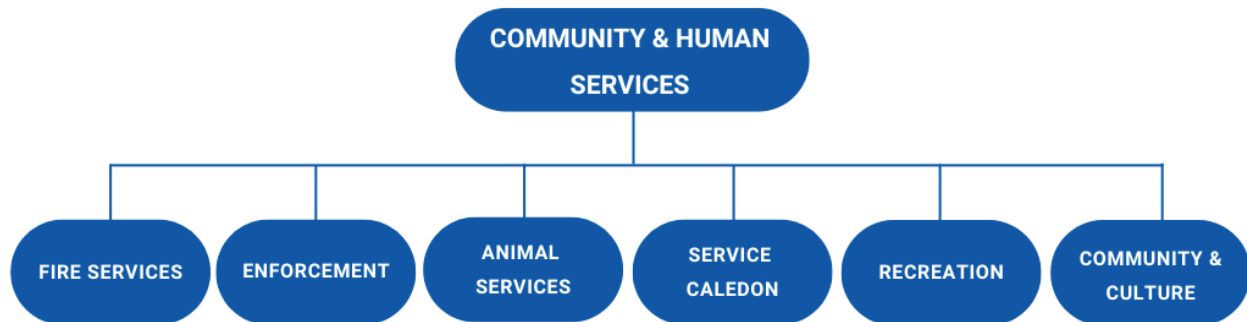 COMMUNITY & HUMAN
SERVICES
FIRE SERVICES
ENFORCEMENT
ANIMAL
SERVICES
SERVICE
CALEDON
RECREATION
COMMUNITY &
CULTURE